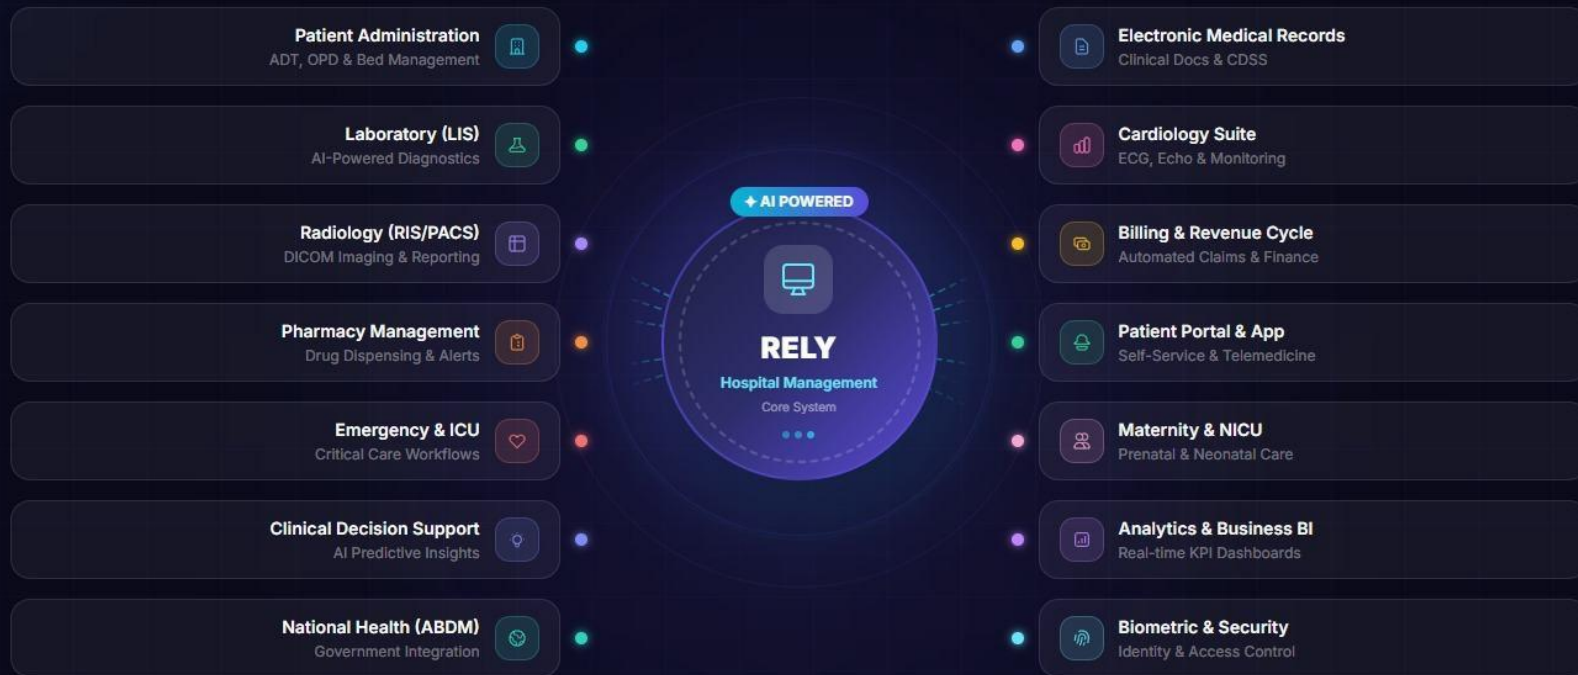 Patient Administration
ADT, OPD & Bed Management
Laboratory (LIS)
AI-Powered Diagnostics
Radiology (RIS/PACS)
DICOM Imaging & Reporting
Pharmacy Management
Drug Dispensing & Alerts
Emergency & ICU
Critical Care Workflows
Clinical Decision Support
AI Predictive Insights
National Health (ABDM)
Government Integration
AI POWERED
RELY
Hospital Management
Core System
Electronic Medical Records
Clinical Docs & CDSS
Cardiology Suite
ECG, Echo & Monitoring
Billing & Revenue Cycle
Automated Claims & Finance
Patient Portal & App
Self-Service & Telemedicine
Maternity & NICU
Prenatal & Neonatal Care
Analytics & Business BI
Real-time KPI Dashboards
Biometric & Security
Identity & Access Control